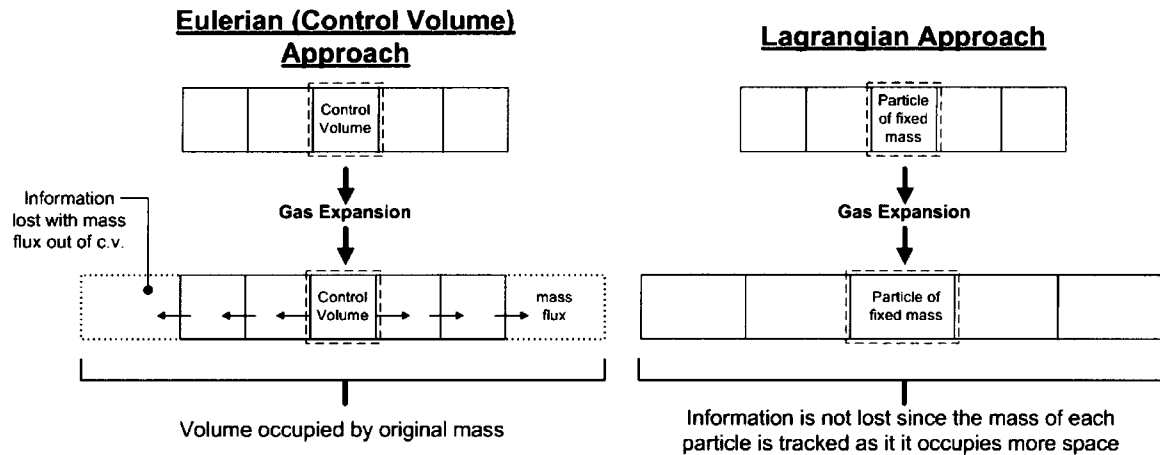 Eulerian (Control Volume)
Approach
Control
Volume
Gas Expansion
Information
lost with mass
flux out of c.v.
Control
Volume
mass
flux
Volume occupied by original mass
Lagrangian Approach
Particle
of fixed
mass
Gas Expansion
Particle of
fixed mass
Information is not lost since the mass of each
particle is tracked as it it occupies more space